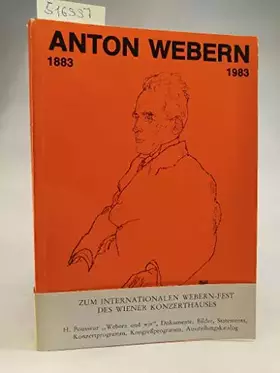 516337
ANTON WEBERN
1883
1983
ZUM INTERNATIONALEN WEBERN-FEST
DES WIENER KONZERTHAUSES
H. Pousseur „Webern und wir“, Dokumente, Bilder, Statements,
Konzertprogramm, Kongreßprogramm, Ausstellungskatalog